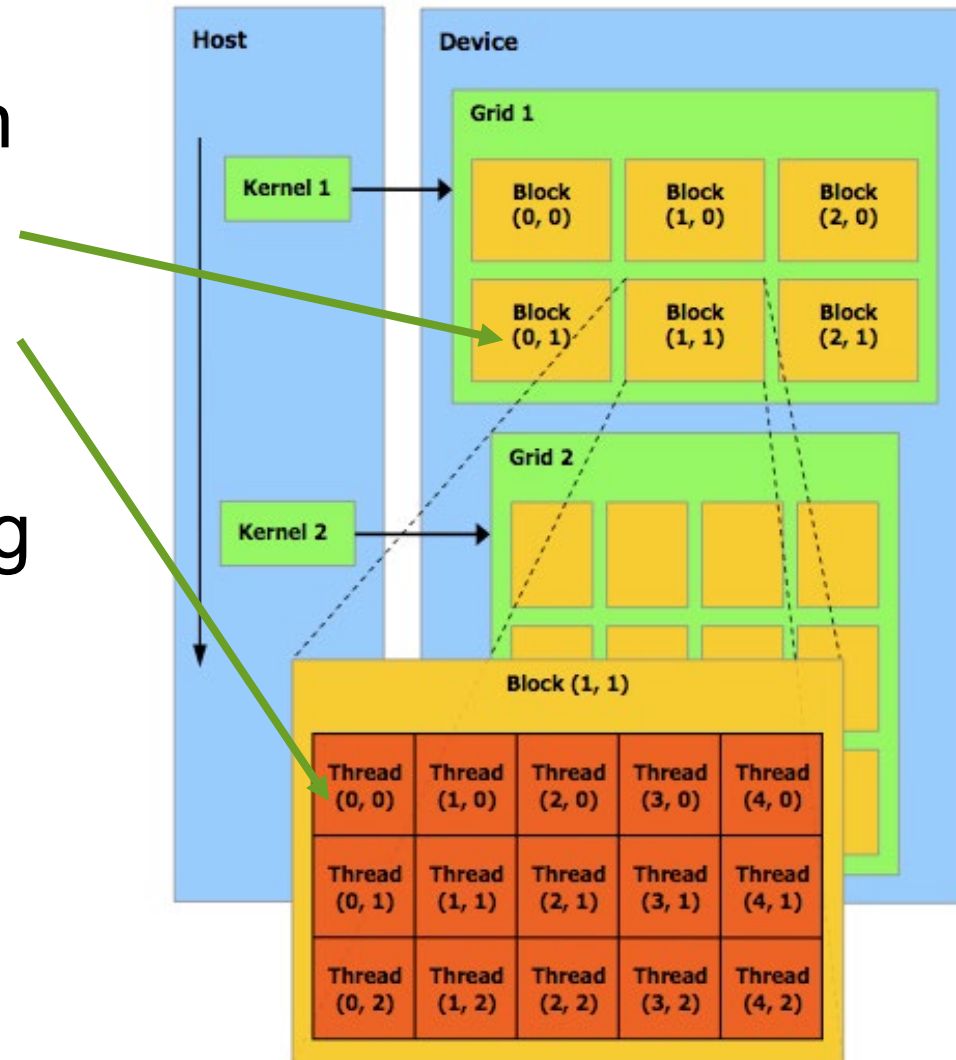 n
g
Host
Device
Grid 1
Kernel 1
Block
(0, 0)
Block
(1, 0)
Block
(2, 0)
Block
(0, 1)
Block
(1, 1)
Block
(2, 1)
Grid 2
Kernel 2
Block (1, 1)
Thread
(0, 0)
Thread
(1, 0)
Thread
(2, 0)
Thread
(3, 0)
Thread
(4, 0)
Thread
(0, 1)
Thread
(1, 1)
Thread
(2, 1)
Thread
(3, 1)
Thread
(4, 1)
Thread
(0, 2)
Thread
(1, 2)
Thread
(2, 2)
Thread
(3, 2)
Thread
(4, 2)